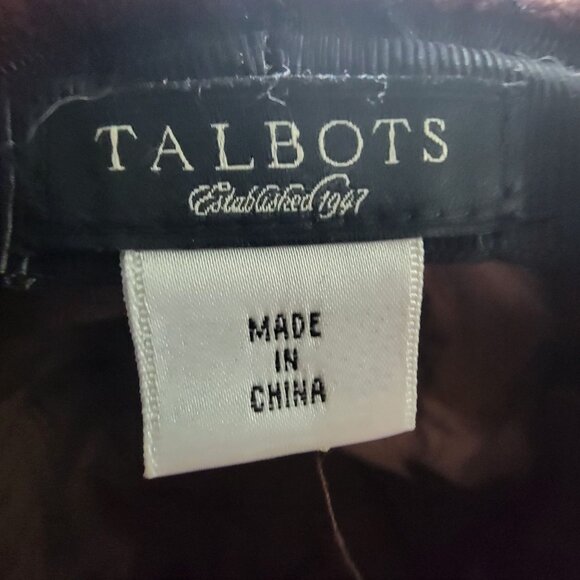 TALBOTS
Established 1947
MADE
IN
CHINA